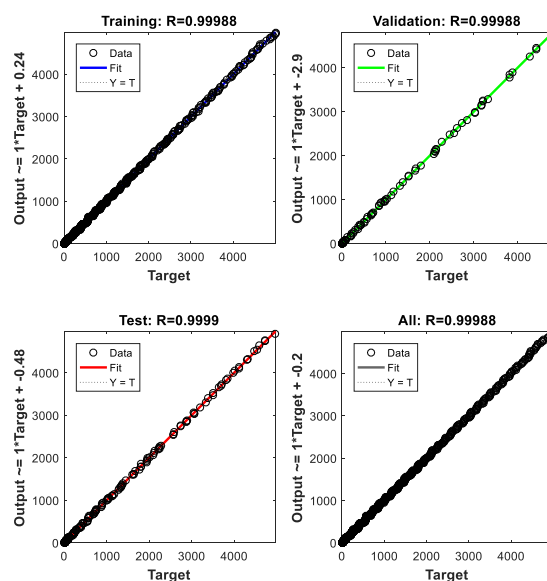 Training: R=0.99988
Output ~= 1*Target + 0.24
5000
4000
3000
2000
1000
0
Data
Fit
Y = T
0 1000 2000 3000 4000
Target
Validation: R=0.99988
Output ~= 1*Target + -2.9
4000
3000
2000
1000
0
Data
Fit
Y = T
0 1000 2000 3000 4000
Target
Test: R=0.9999
Output ~= 1*Target + -0.48
4000
3000
2000
1000
0
Data
Fit
Y = T
0 1000 2000 3000 4000
Target
All: R=0.99988
Output ~= 1*Target + -0.2
5000
4000
3000
2000
1000
0
Data
Fit
Y = T
0 1000 2000 3000 4000
Target